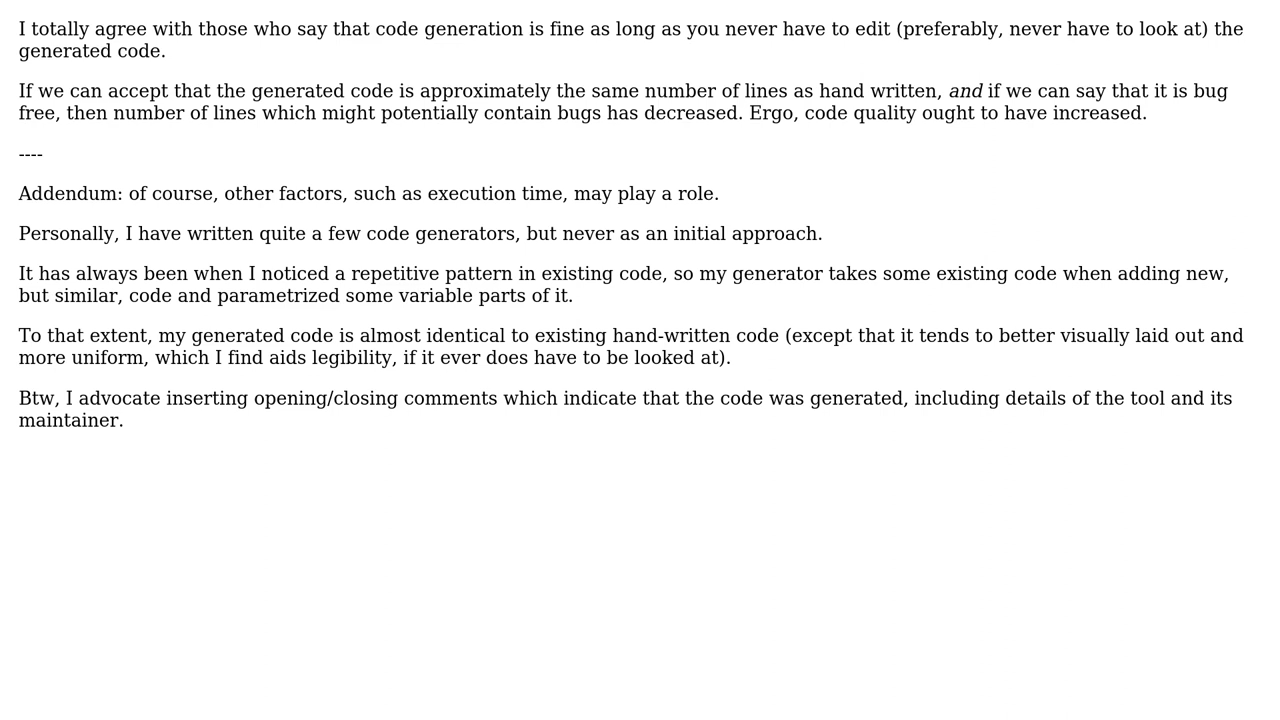 I totally agree with those who say that code generation is fine as long as you never have to edit (preferably, never have to look at) the
generated code.
If we can accept that the generated code is approximately the same number of lines as hand written, and if we can say that it is bug
free, then number of lines which might potentially contain bugs has decreased. Ergo, code quality ought to have increased.
----
Addendum: of course, other factors, such as execution time, may play a role.
Personally, I have written quite a few code generators, but never as an initial approach.
It has always been when I noticed a repetitive pattern in existing code, so my generator takes some existing code when adding new,
but similar, code and parametrized some variable parts of it.
To that extent, my generated code is almost identical to existing hand-written code (except that it tends to better visually laid out and
more uniform, which I find aids legibility, if it ever does have to be looked at).
Btw, I advocate inserting opening/closing comments which indicate that the code was generated, including details of the tool and its
maintainer.